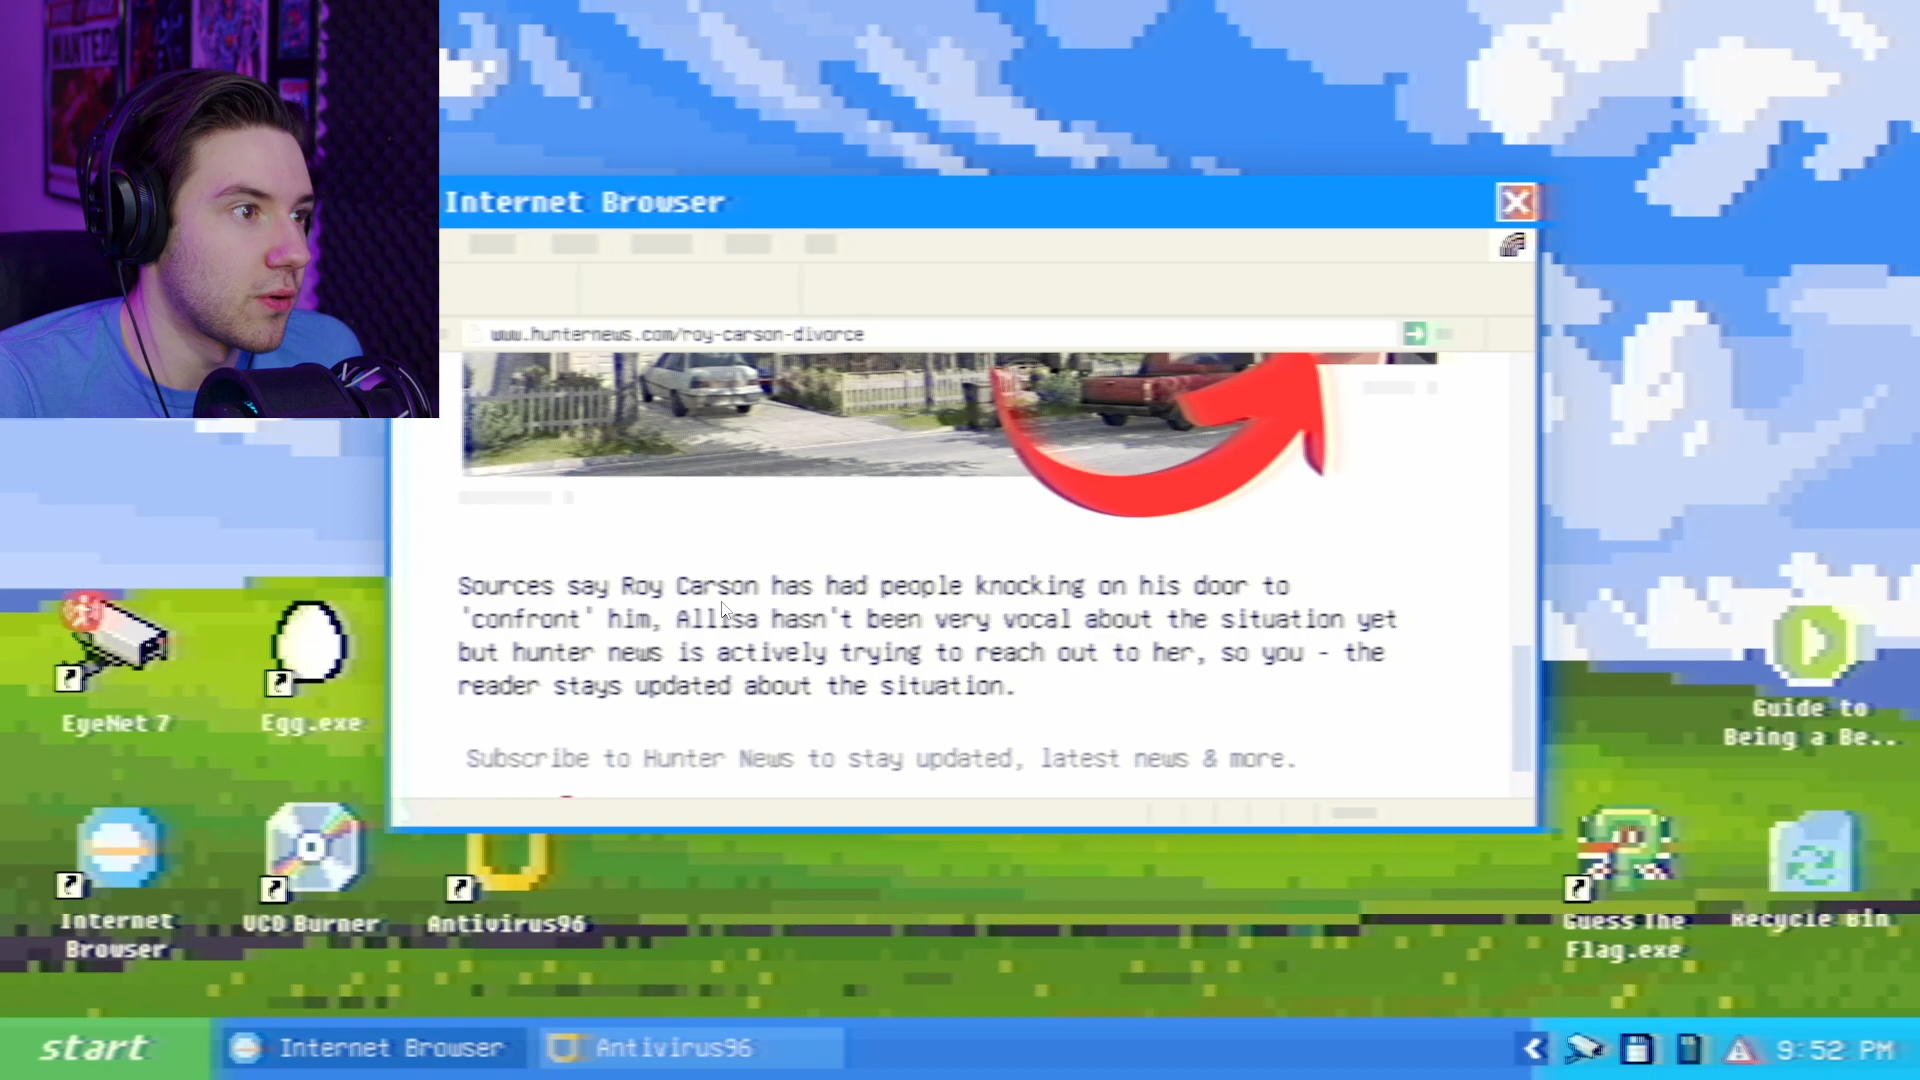 WANTED
Internet Browser
www.hunternews.com/roy-carson-divorce
Sources say Roy Carson has had people knocking on his door to
'confront' him, Allisa hasn't been very vocal about the situation yet
but hunter news is actively trying to reach out to her, so you - the
reader stays updated about the situation.
Subscribe to Hunter News to stay updated, latest news & more.
EyeNet 7
Egg.exe
Guide to
Being a Be..
Internet
Browser
VCD Burner
Antivirus96
Guess The
Flag.exe
Recycle Bin
start
Internet Browser
Antivirus96
9:52 PM